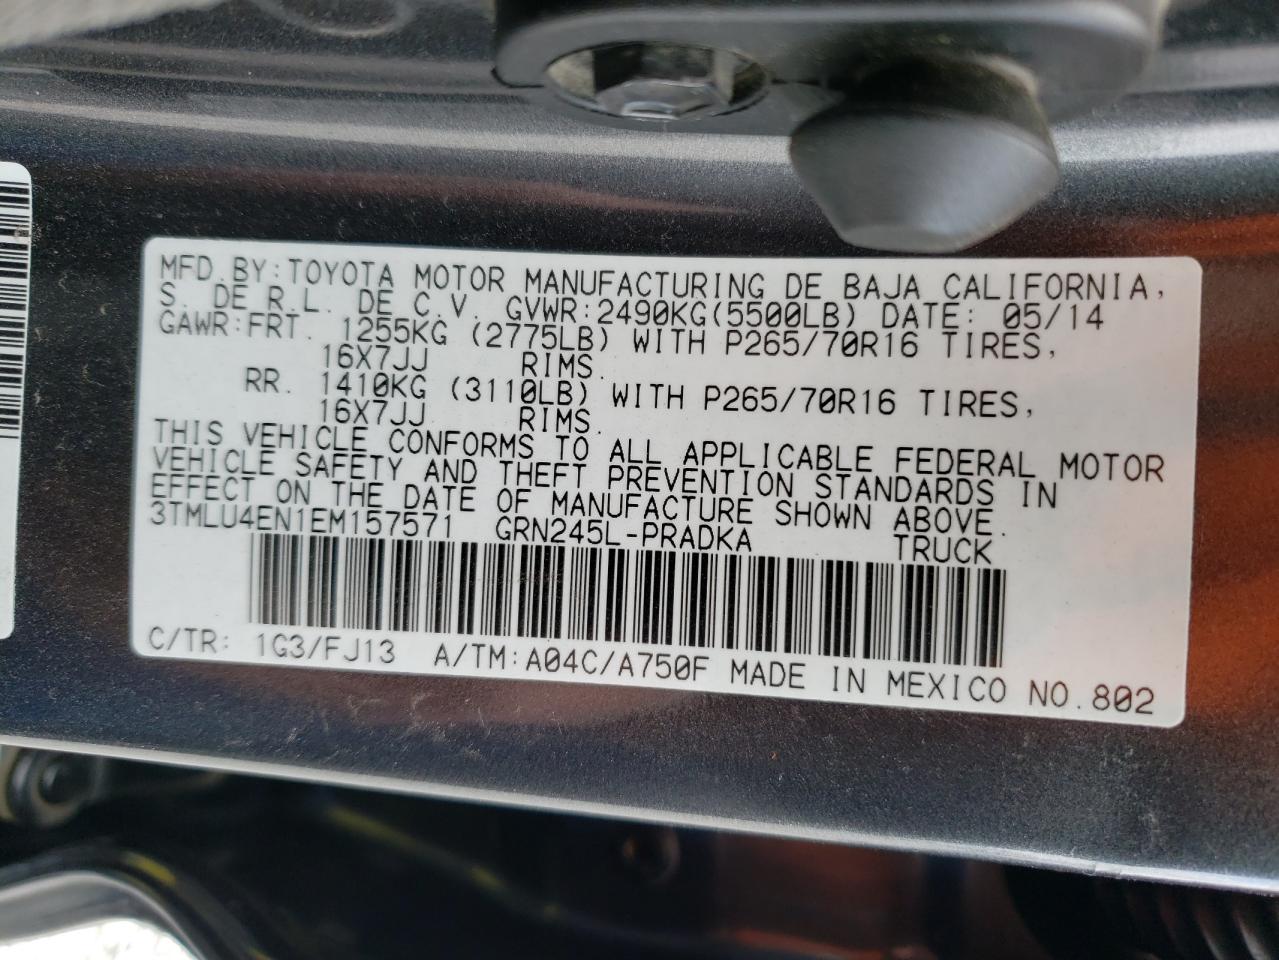 MFD.BY:TOYOTA MOTOR MANUFACTURING DE BAJA CALIFORNIA,
S. DE R.L. DE C.V. GVWR:2490KG(5500LB) DATE: 05/14
GAWR:FRT. 1255KG (2775LB) WITH P265/70R16 TIRES,
16X7JJ RIMS.
RR. 1410KG (3110LB) WITH P265/70R16 TIRES,
16X7JJ RIMS.
THIS VEHICLE CONFORMS TO ALL APPLICABLE FEDERAL MOTOR
VEHICLE SAFETY AND THEFT PREVENTION STANDARDS IN
EFFECT ON THE DATE OF MANUFACTURE SHOWN ABOVE.
3TMLU4EN1EM157571 GRN245L-PRADKA TRUCK
C/TR: 1G3/FJ13 A/TM:A04C/A750F MADE IN MEXICO NO.802